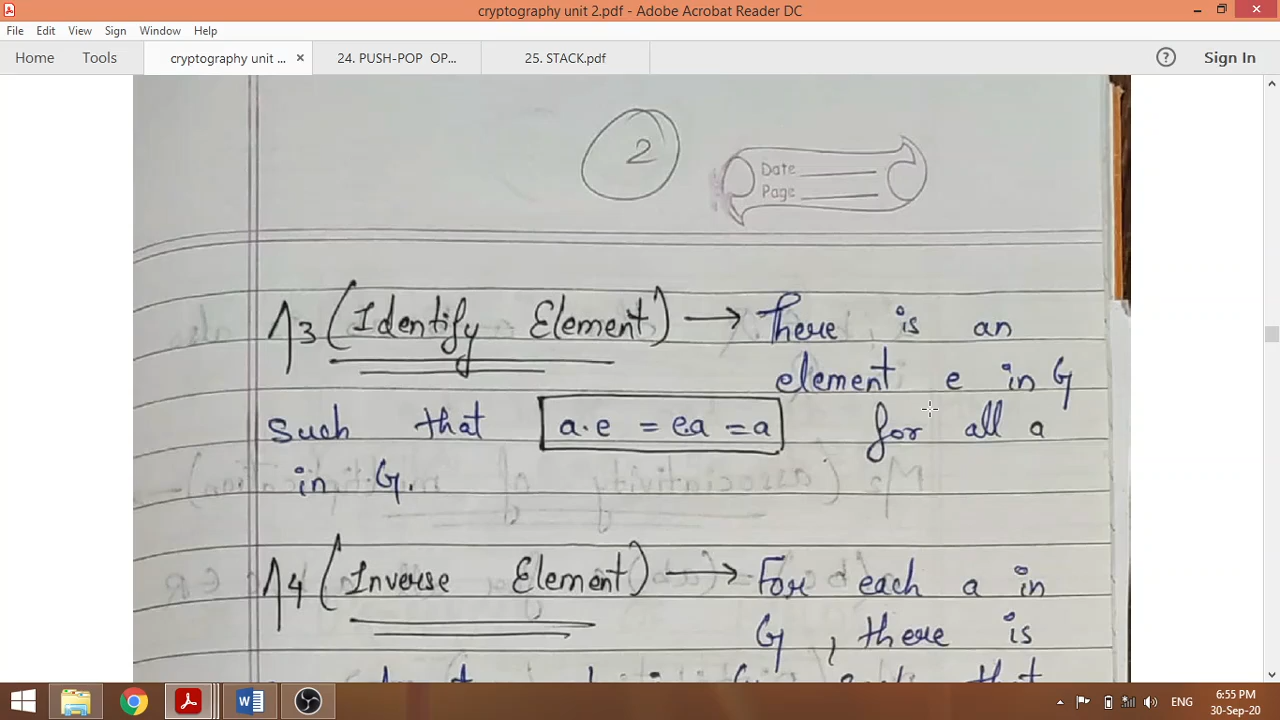 cryptography unit 2.pdf - Adobe Acrobat Reader DC
File Edit View Sign Window Help
Home Tools cryptography unit ... × 24. PUSH-POP OP... 25. STACK.pdf ? Sign In
2
Date
Page
A3 (Identify Element) → There is an
element e in G
such that a.e = ea = a for all a
in G.
A4 (Inverse Element) → For each a in
G, there is
that
ENG 6:55 PM
30-Sep-20